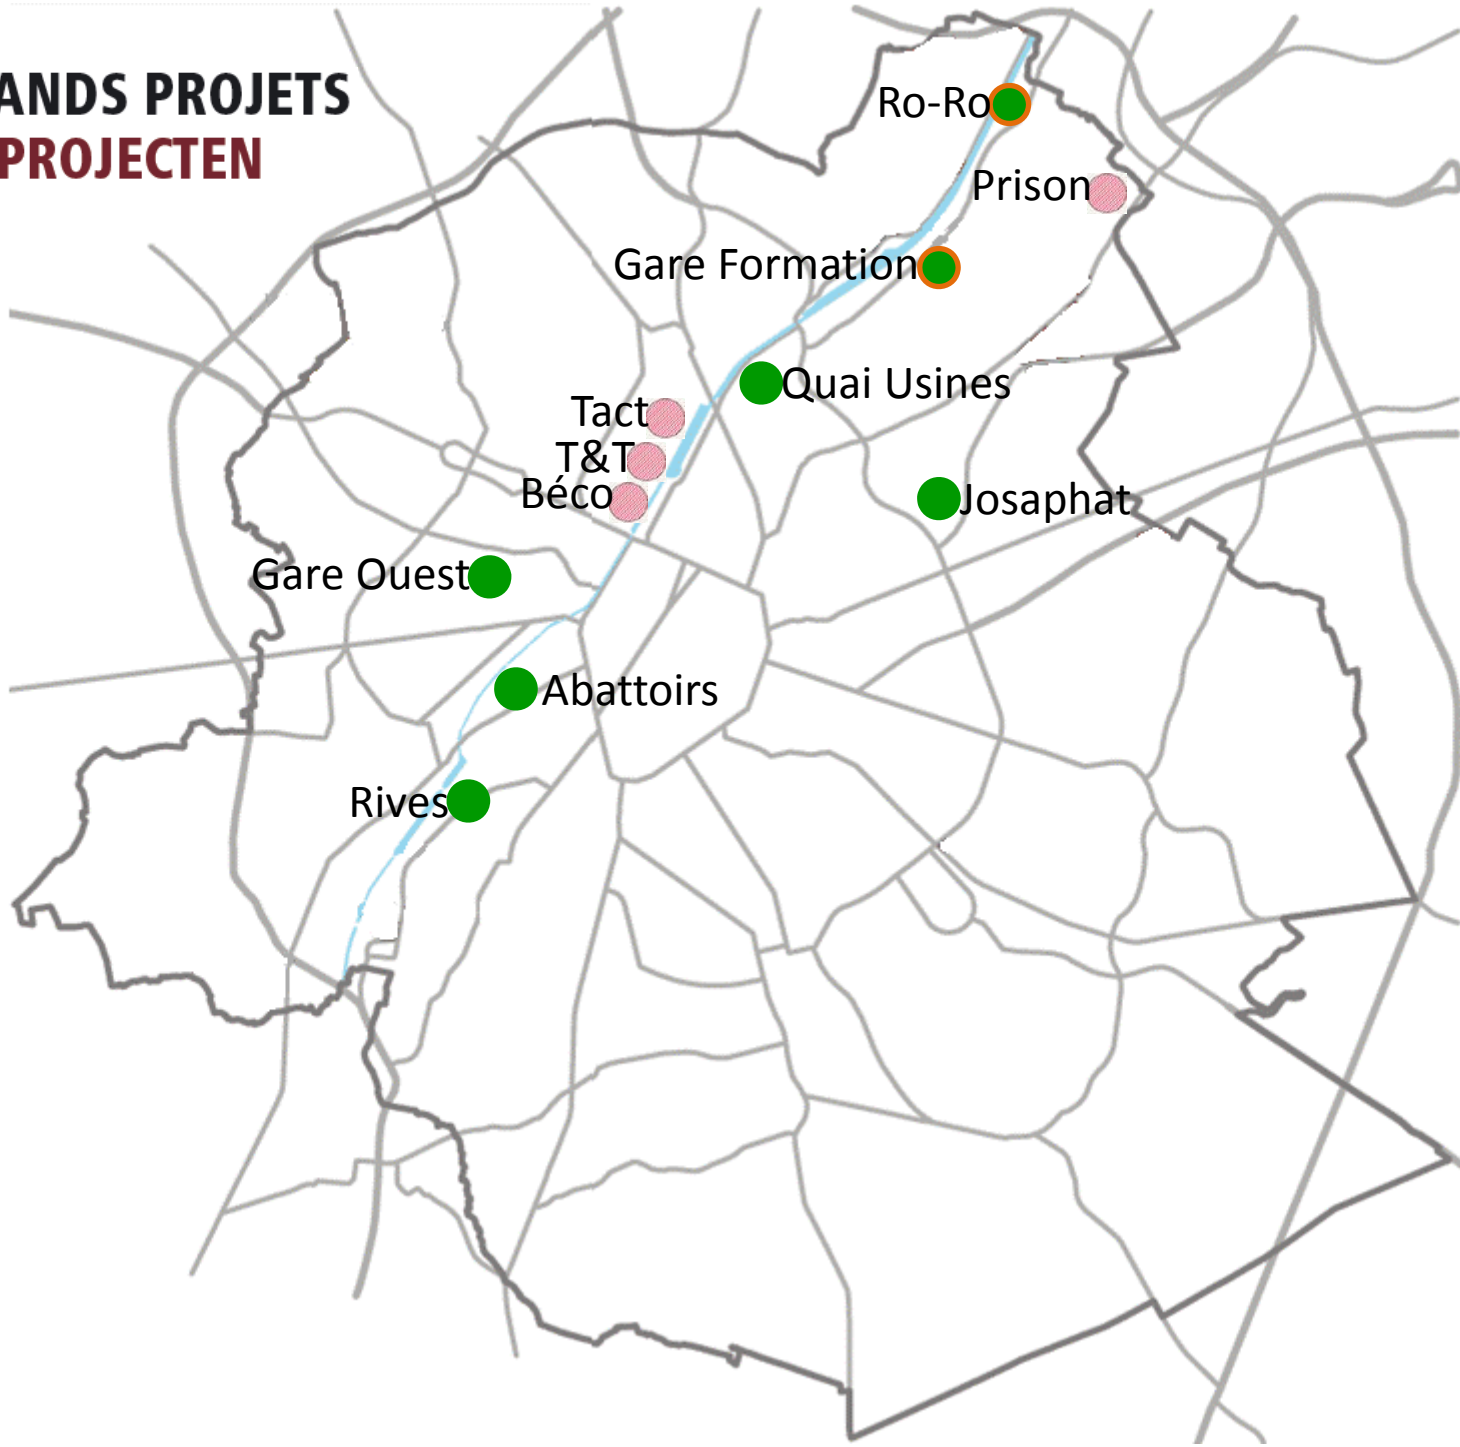 ANDS PROJETS
PROJECTEN
Ro-Ro
Prison
Gare Formation
Quai Usines
Tact
T&T
Béco
Josaphat
Gare Ouest
Abattoirs
Rives